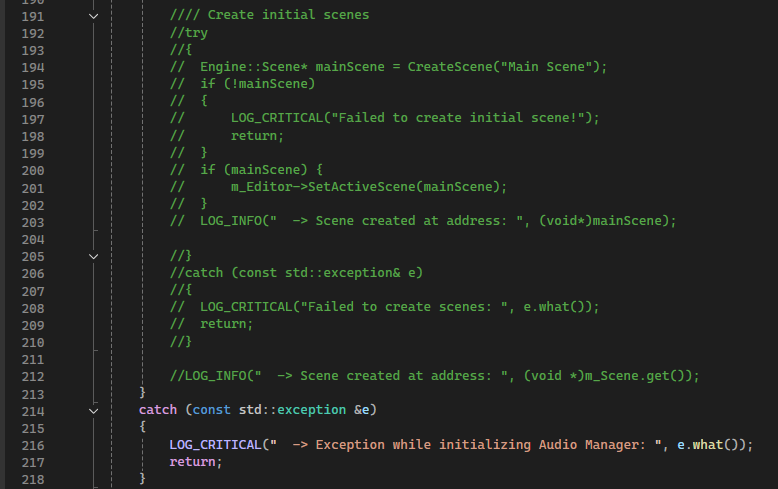 190
191 //// Create initial scenes
192 //try
193 //{
194 //  Engine::Scene* mainScene = CreateScene("Main Scene");
195 //  if (!mainScene)
196 //  {
197 //      LOG_CRITICAL("Failed to create initial scene!");
198 //      return;
199 //  }
200 //  if (mainScene) {
201 //      m_Editor->SetActiveScene(mainScene);
202 //  }
203 //  LOG_INFO("  -> Scene created at address: ", (void*)mainScene);
204
205 //}
206 //catch (const std::exception& e)
207 //{
208 //  LOG_CRITICAL("Failed to create scenes: ", e.what());
209 //  return;
210 //}
211
212 //LOG_INFO("  -> Scene created at address: ", (void *)m_Scene.get());
213 }
214 catch (const std::exception &e)
215 {
216 LOG_CRITICAL("  -> Exception while initializing Audio Manager: ", e.what());
217 return;
218 }